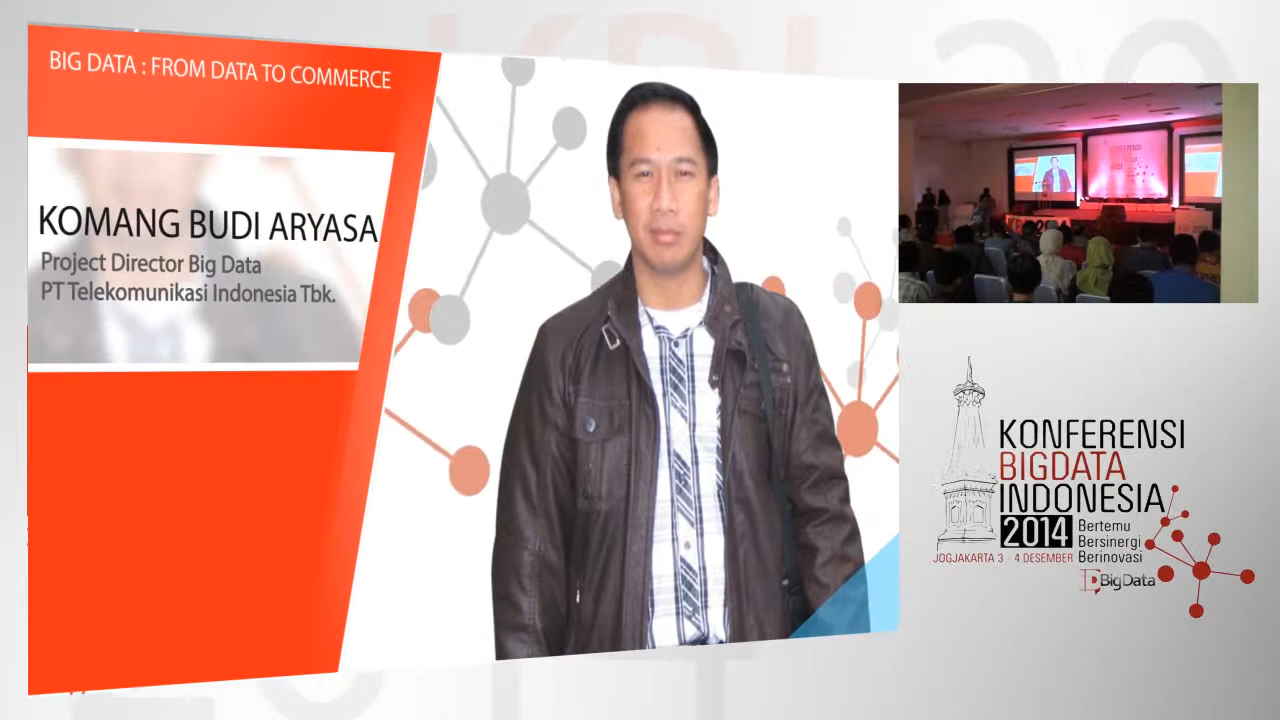 BIG DATA : FROM DATA TO COMMERCE
KOMANG BUDI ARYASA
Project Director Big Data
PT Telekomunikasi Indonesia Tbk.
KONFERENSI
BIGDATA
INDONESIA
2014
Bertemu
Bersinergi
Berinovasi
JOGJAKARTA 3 - 4 DESEMBER
BigData